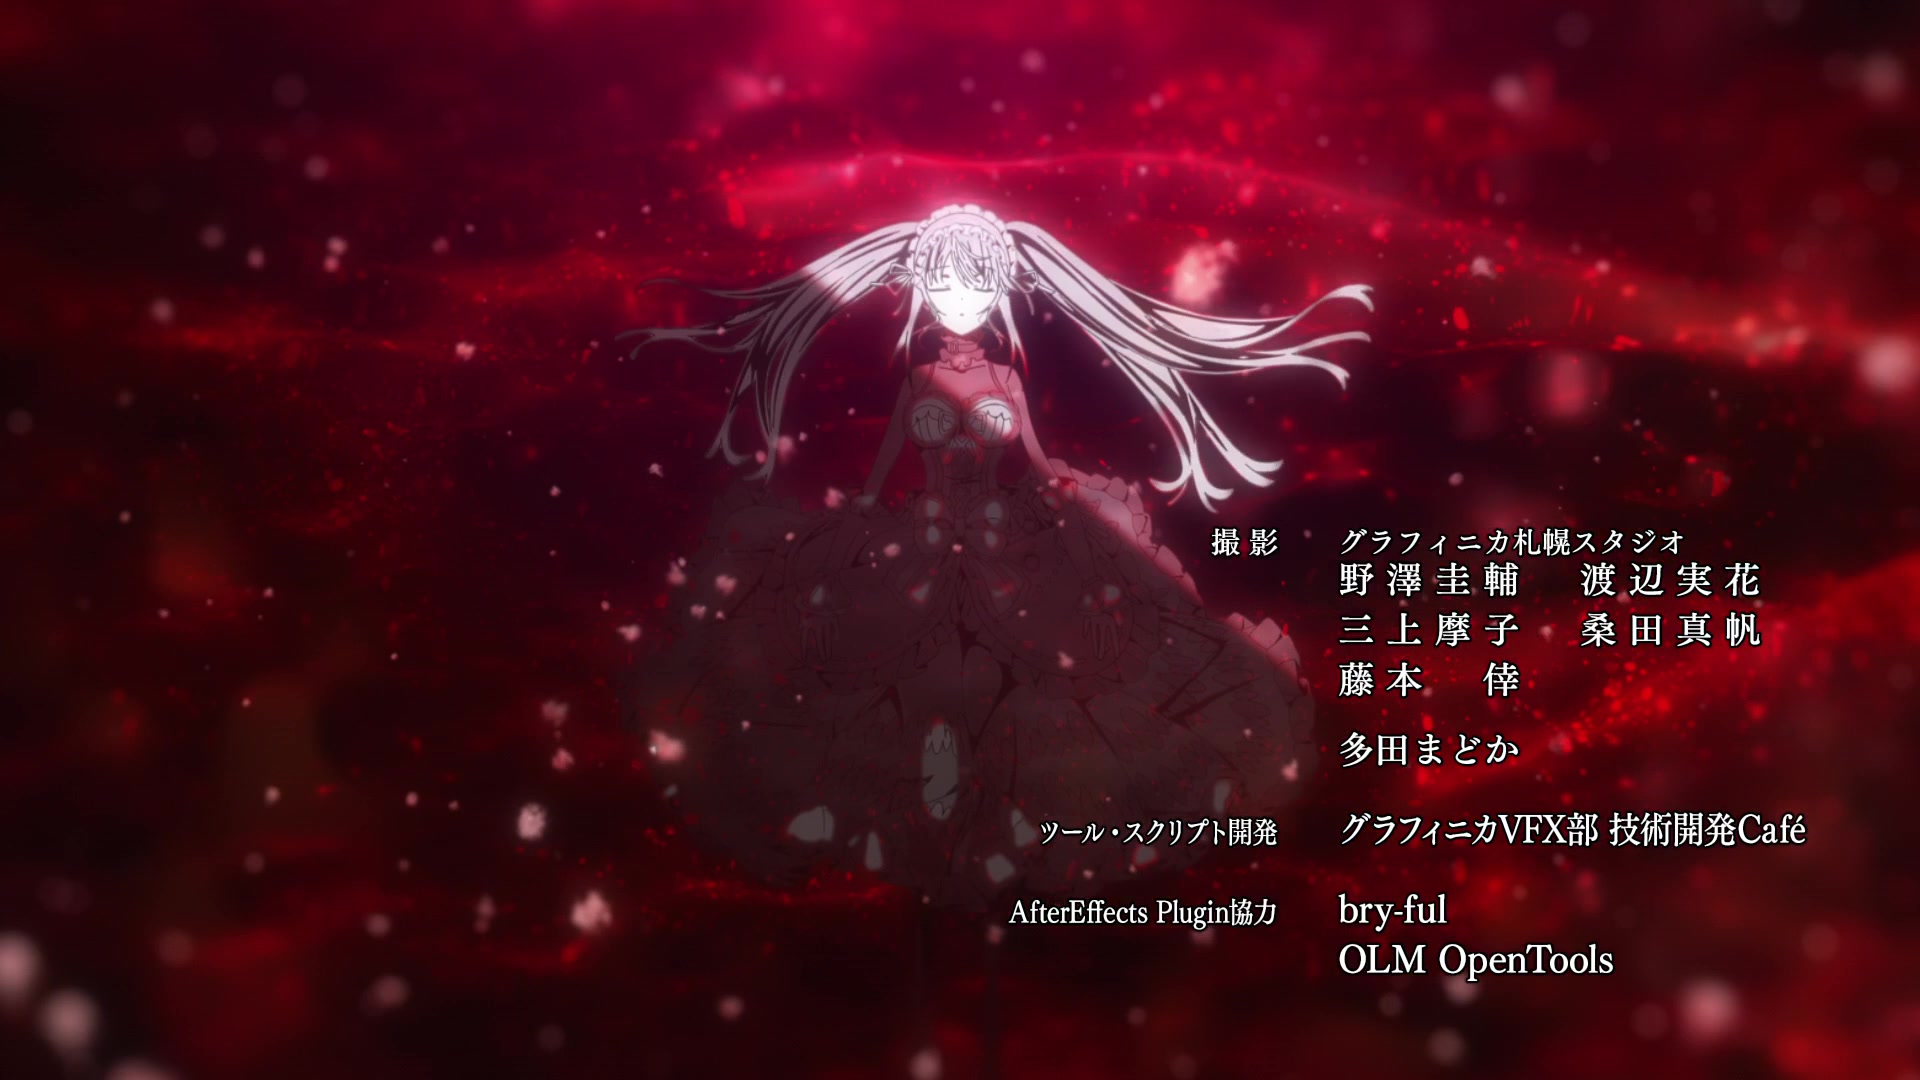 撮影 グラフィニカ札幌スタジオ
野澤圭輔 渡辺実花
三上摩子 桑田真帆
藤本 倖
多田まどか
ツール・スクリプト開発 グラフィニカVFX部 技術開発Café
AfterEffects Plugin協力 bry-ful
OLM OpenTools